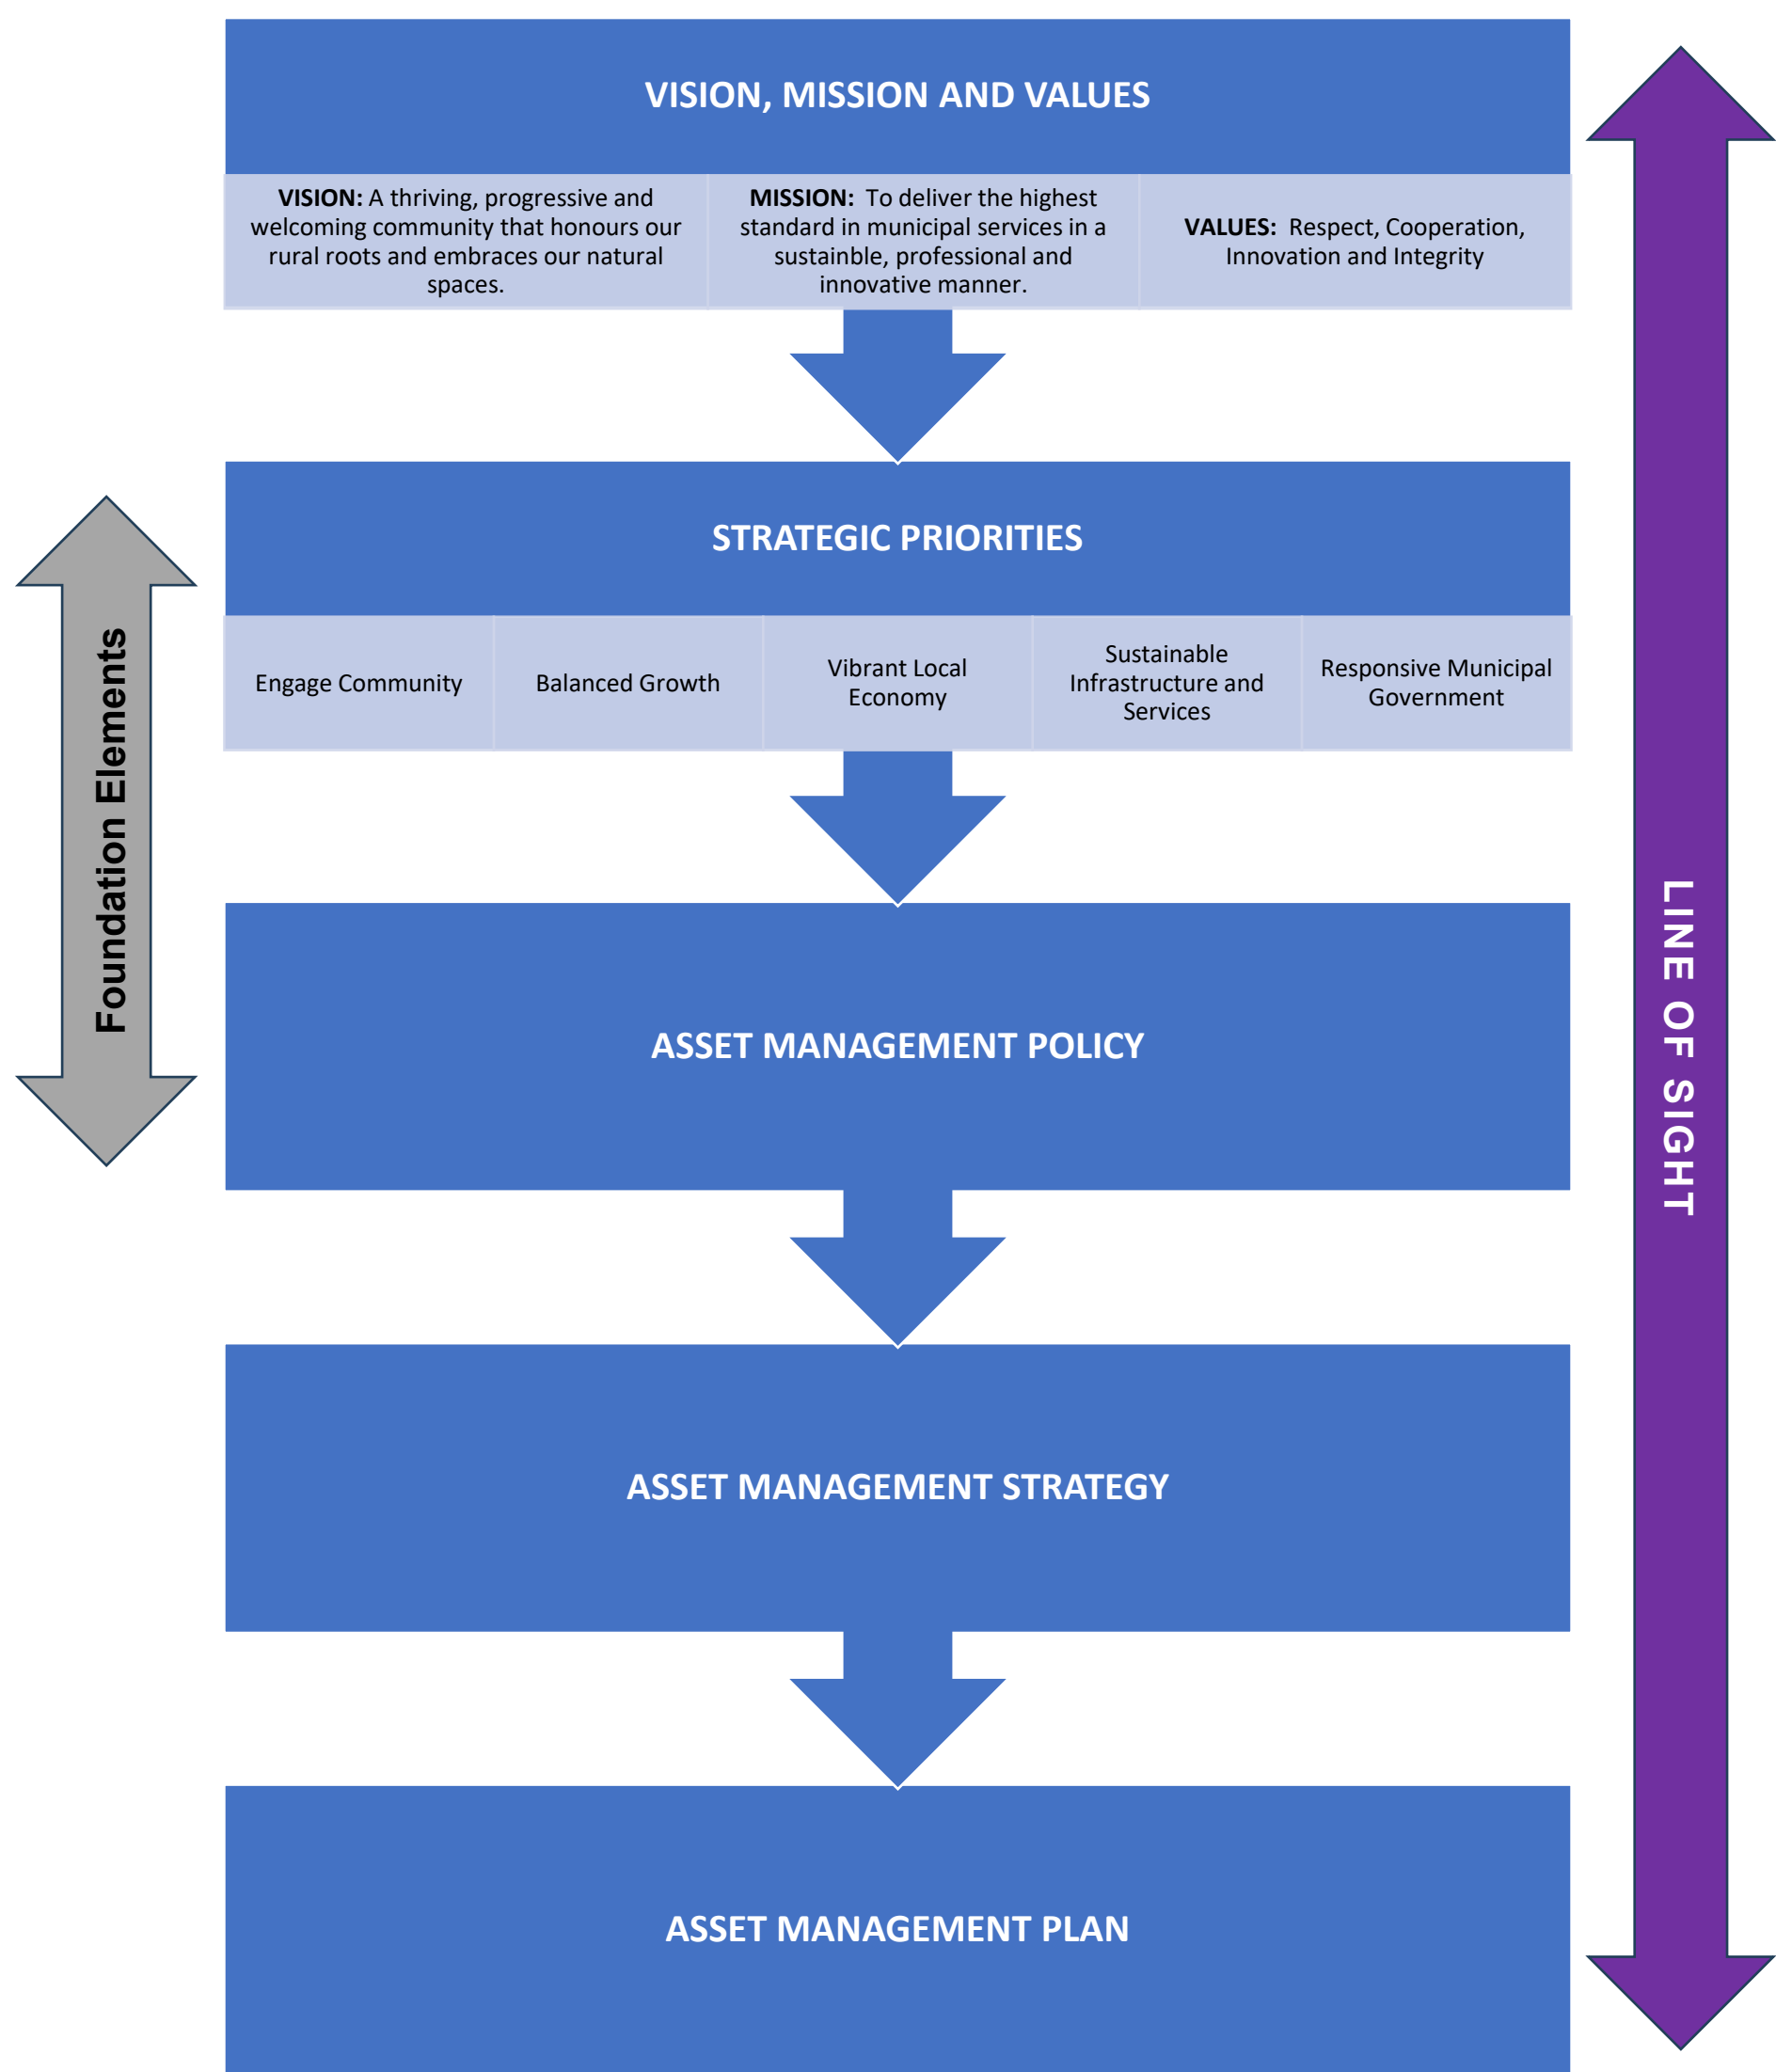 VISION, MISSION AND VALUES
VISION: A thriving, progressive and
welcoming community that honours our
rural roots and embraces our natural
spaces.
MISSION: To deliver the highest
standard in municipal services in a
sustainble, professional and
innovative manner.
VALUES: Respect, Cooperation,
Innovation and Integrity
STRATEGIC PRIORITIES
Engage Community
Balanced Growth
Vibrant Local
Economy
Sustainable
Infrastructure and
Services
Responsive Municipal
Government
Foundation Elements
ASSET MANAGEMENT POLICY
LINE OF SIGHT
ASSET MANAGEMENT STRATEGY
ASSET MANAGEMENT PLAN